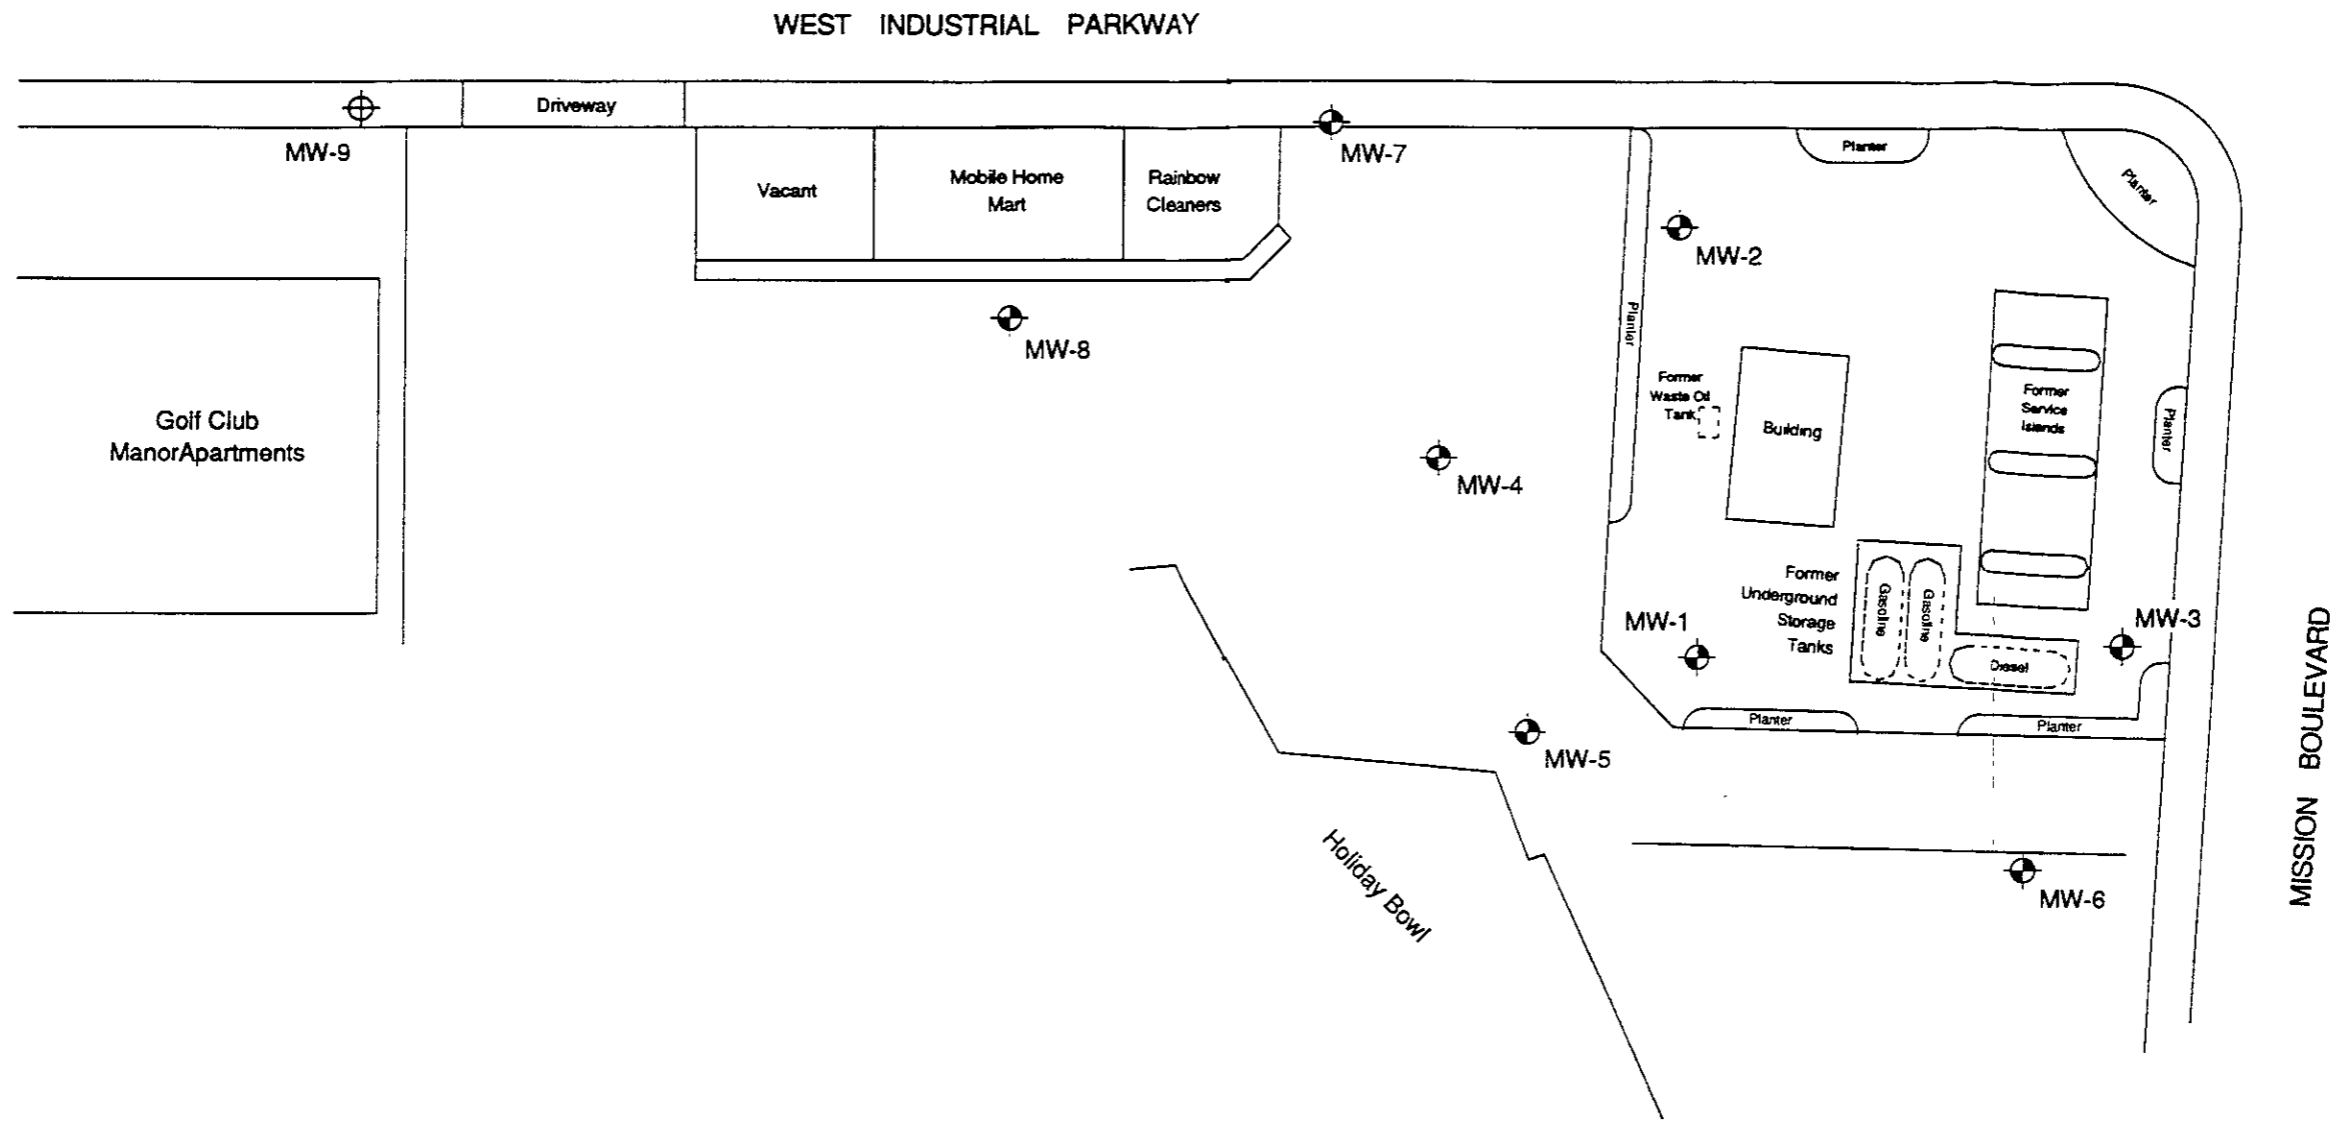 WEST INDUSTRIAL PARKWAY
Driveway
MW-9
MW-7
Planter
Planter
Vacant
Mobile Home
Mart
Rainbow
Cleaners
MW-2
Planter
MW-8
Former
Waste Oil
Tank
Building
Former
Service
Islands
Planter
Golf Club
ManorApartments
MW-4
Former
Underground
Storage
Tanks
Gasoline
Gasoline
Diesel
MW-1
MW-3
Planter
Planter
MW-5
MISSION BOULEVARD
Holiday Bowl
MW-6